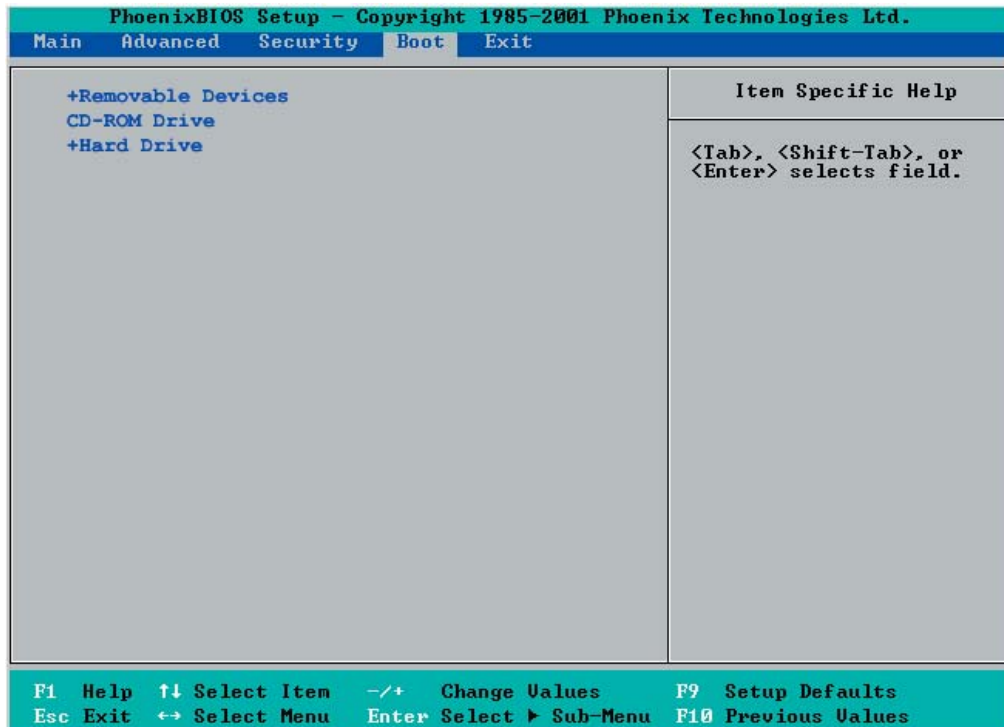 PhoenixBIOS Setup - Copyright 1985-2001 Phoenix Technologies Ltd.
Main Advanced Security Boot Exit
+Removable Devices
CD-ROM Drive
+Hard Drive
Item Specific Help
<Tab>, <Shift-Tab>, or
<Enter> selects field.
F1 Help ↑↓ Select Item -/+ Change Values F9 Setup Defaults
Esc Exit ↔ Select Menu Enter Select ▶ Sub-Menu F10 Previous Values